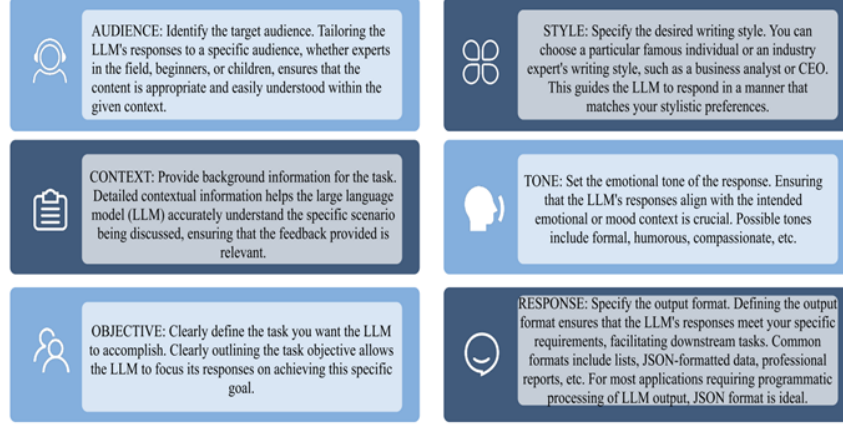 AUDIENCE: Identify the target audience. Tailoring the
LLM's responses to a specific audience, whether experts
in the field, beginners, or children, ensures that the
content is appropriate and easily understood within the
given context.
STYLE: Specify the desired writing style. You can
choose a particular famous individual or an industry
expert's writing style, such as a business analyst or CEO.
This guides the LLM to respond in a manner that
matches your stylistic preferences.
CONTEXT: Provide background information for the task.
Detailed contextual information helps the large language
model (LLM) accurately understand the specific scenario
being discussed, ensuring that the feedback provided is
relevant.
TONE: Set the emotional tone of the response. Ensuring
that the LLM's responses align with the intended
emotional or mood context is crucial. Possible tones
include formal, humorous, compassionate, etc.
OBJECTIVE: Clearly define the task you want the LLM
to accomplish. Clearly outlining the task objective allows
the LLM to focus its responses on achieving this specific
goal.
RESPONSE: Specify the output format. Defining the output
format ensures that the LLM's responses meet your specific
requirements, facilitating downstream tasks. Common
formats include lists, JSON-formatted data, professional
reports, etc. For most applications requiring programmatic
processing of LLM output, JSON format is ideal.